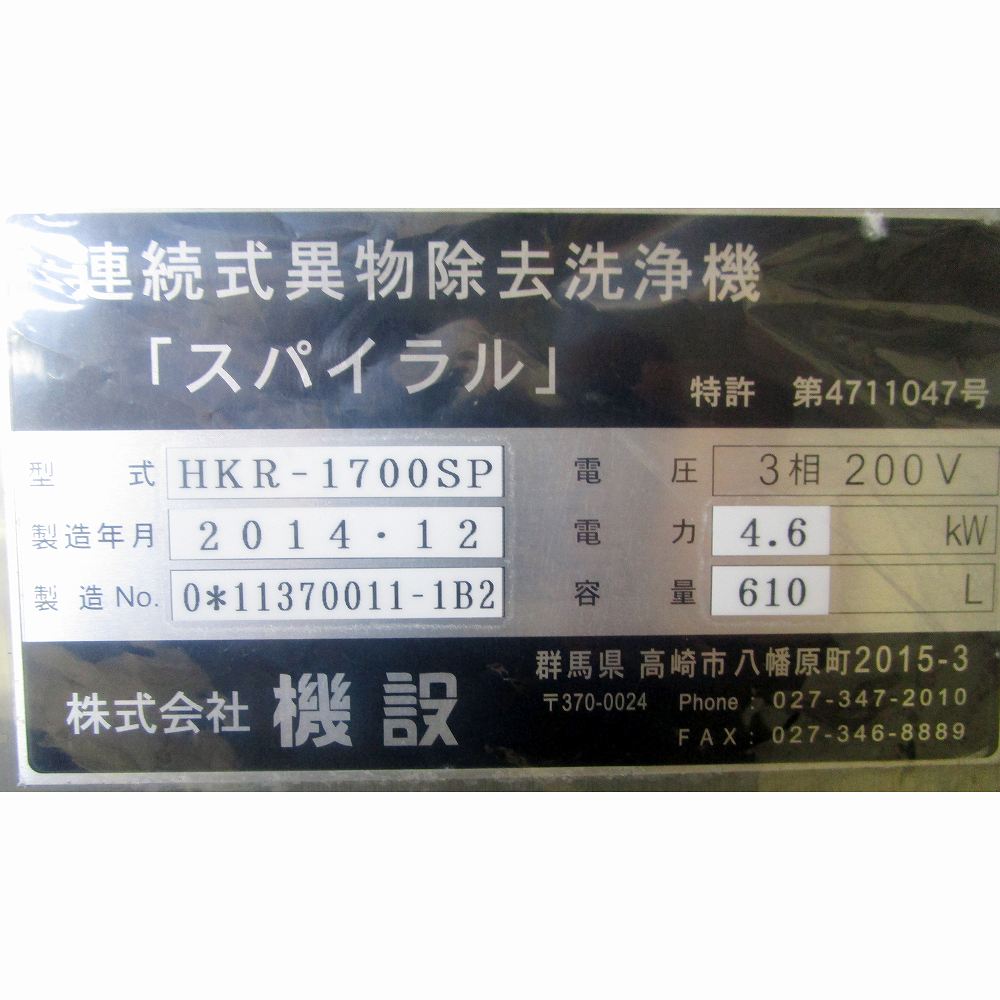 連続式異物除去洗浄機
「スパイラル」
特許 第4711047号
型式 HKR-1700SP 電圧 3相 200V
製造年月 2014・12 電力 4.6 kW
製造No. 0*11370011-1B2 容量 610 L
株式会社 機設
群馬県 高崎市八幡原町2015-3
〒370-0024 Phone : 027-347-2010
FAX : 027-346-8889